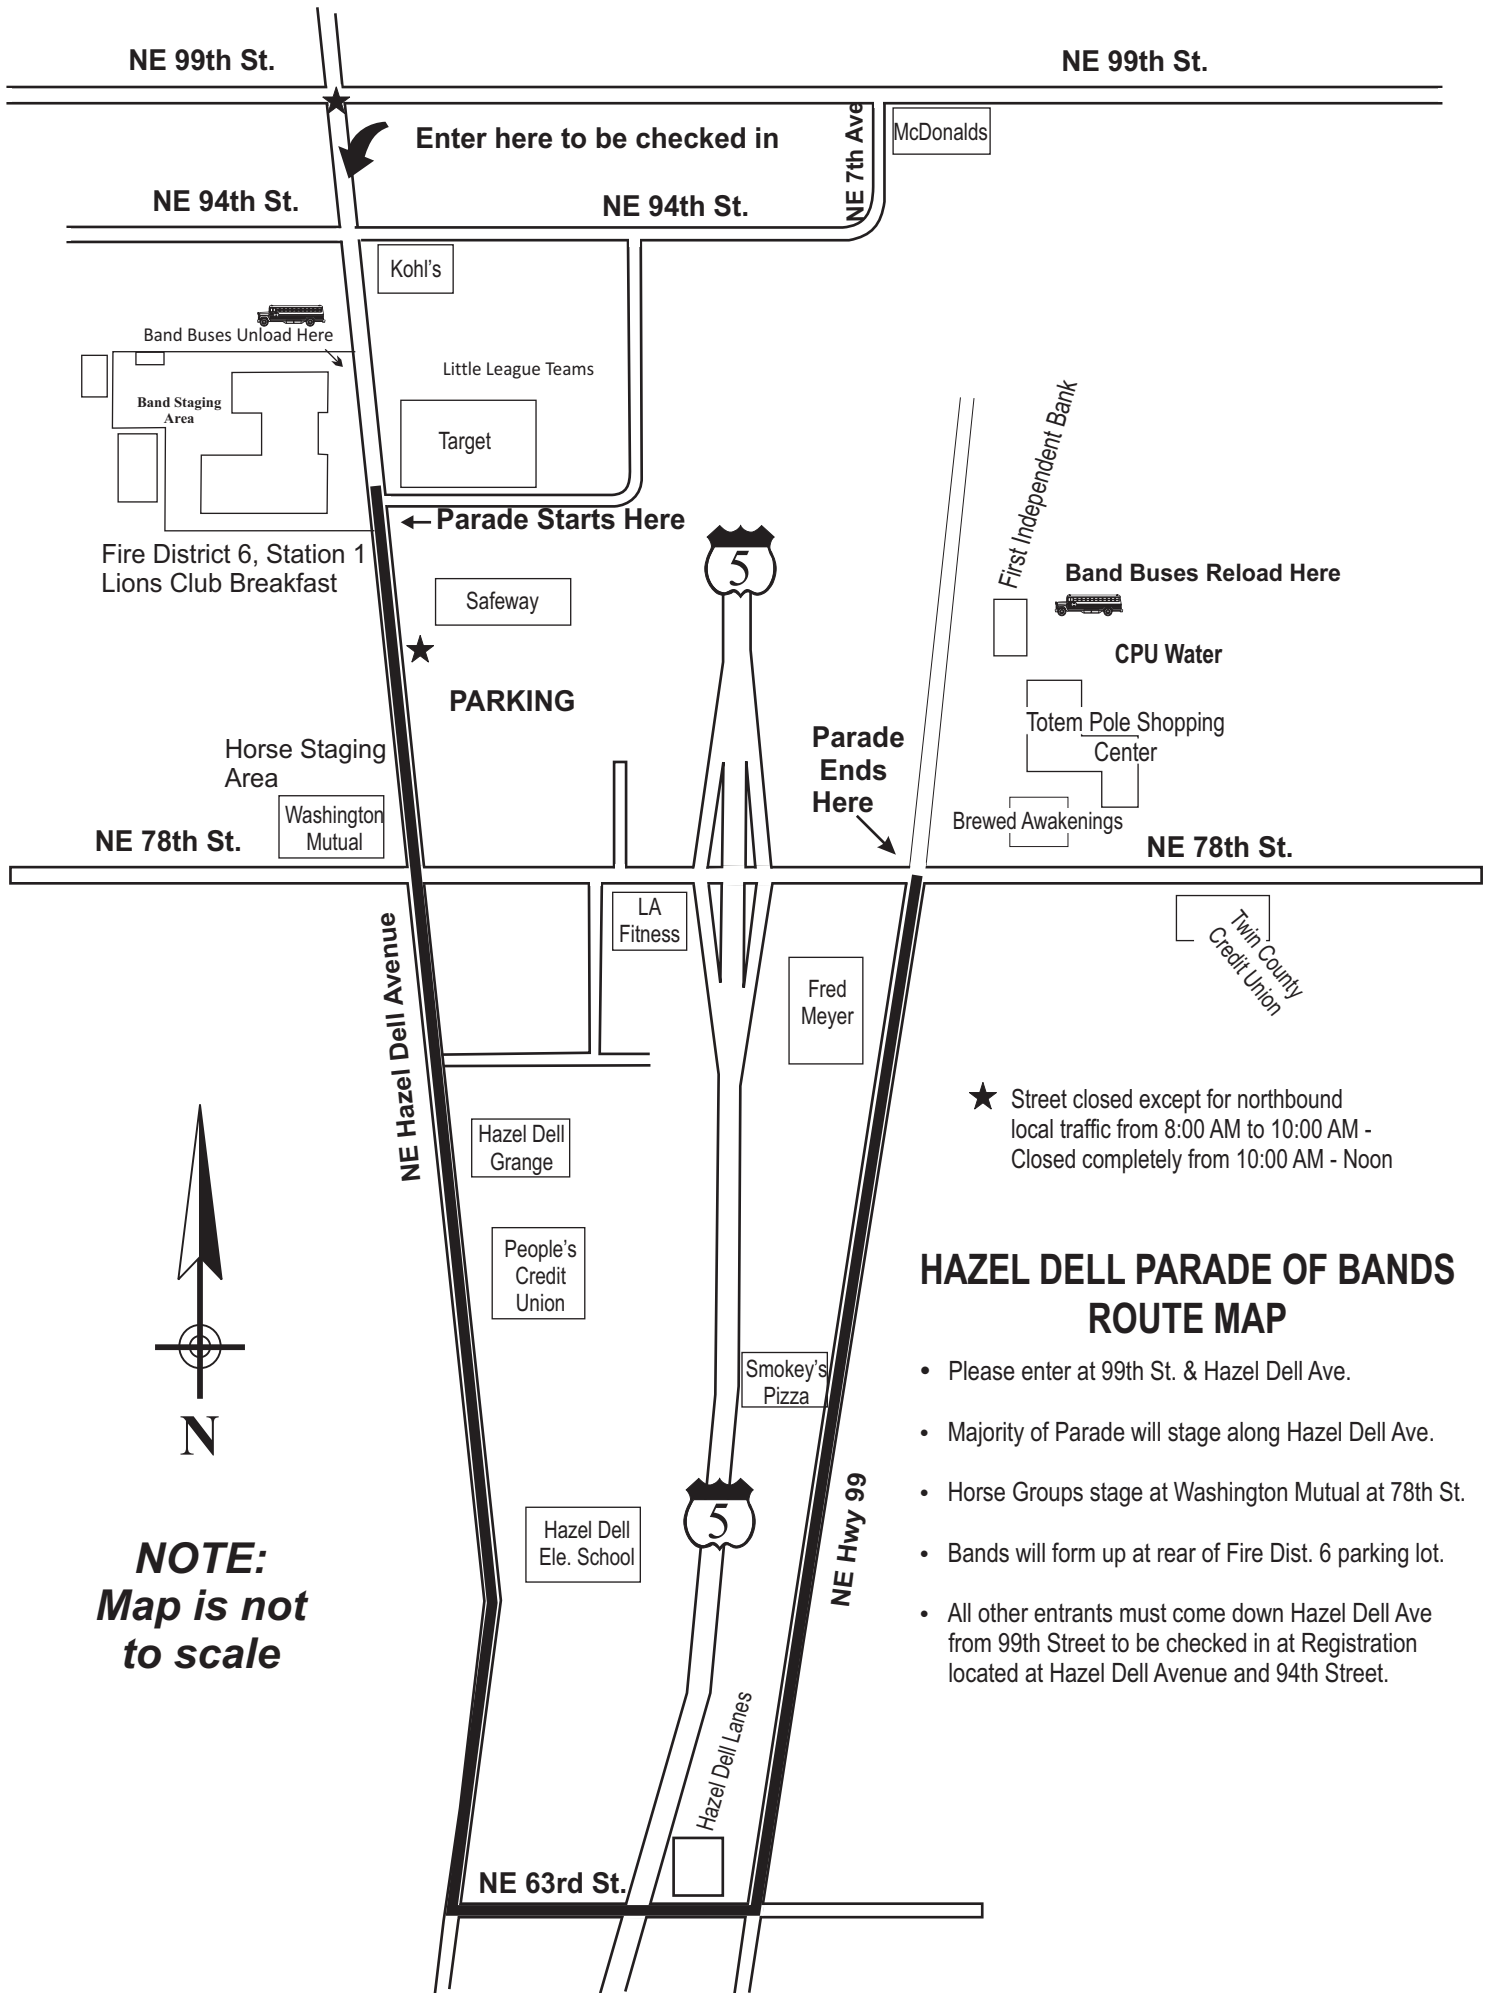 NE 99th St.
NE 99th St.
McDonalds
NE 7th Ave
Enter here to be checked in
NE 94th St.
NE 94th St.
Kohl's
Band Buses Unload Here
Little League Teams
Band Staging
Area
Target
First Independent Bank
Parade Starts Here
Fire District 6, Station 1
Lions Club Breakfast
5
Band Buses Reload Here
Safeway
CPU Water
PARKING
Totem Pole Shopping
Center
Parade
Ends
Here
Horse Staging
Area
Washington
Mutual
Brewed Awakenings
NE 78th St.
NE 78th St.
LA
Fitness
Twin County
Credit Union
NE Hazel Dell Avenue
Fred
Meyer
Street closed except for northbound
local traffic from 8:00 AM to 10:00 AM -
Closed completely from 10:00 AM - Noon
Hazel Dell
Grange
People's
Credit
Union
HAZEL DELL PARADE OF BANDS
ROUTE MAP
Smokey's
Pizza
N
• Please enter at 99th St. & Hazel Dell Ave.
• Majority of Parade will stage along Hazel Dell Ave.
• Horse Groups stage at Washington Mutual at 78th St.
• Bands will form up at rear of Fire Dist. 6 parking lot.
• All other entrants must come down Hazel Dell Ave
from 99th Street to be checked in at Registration
located at Hazel Dell Avenue and 94th Street.
5
NE Hwy 99
Hazel Dell
Ele. School
NOTE:
Map is not
to scale
Hazel Dell Lanes
NE 63rd St.